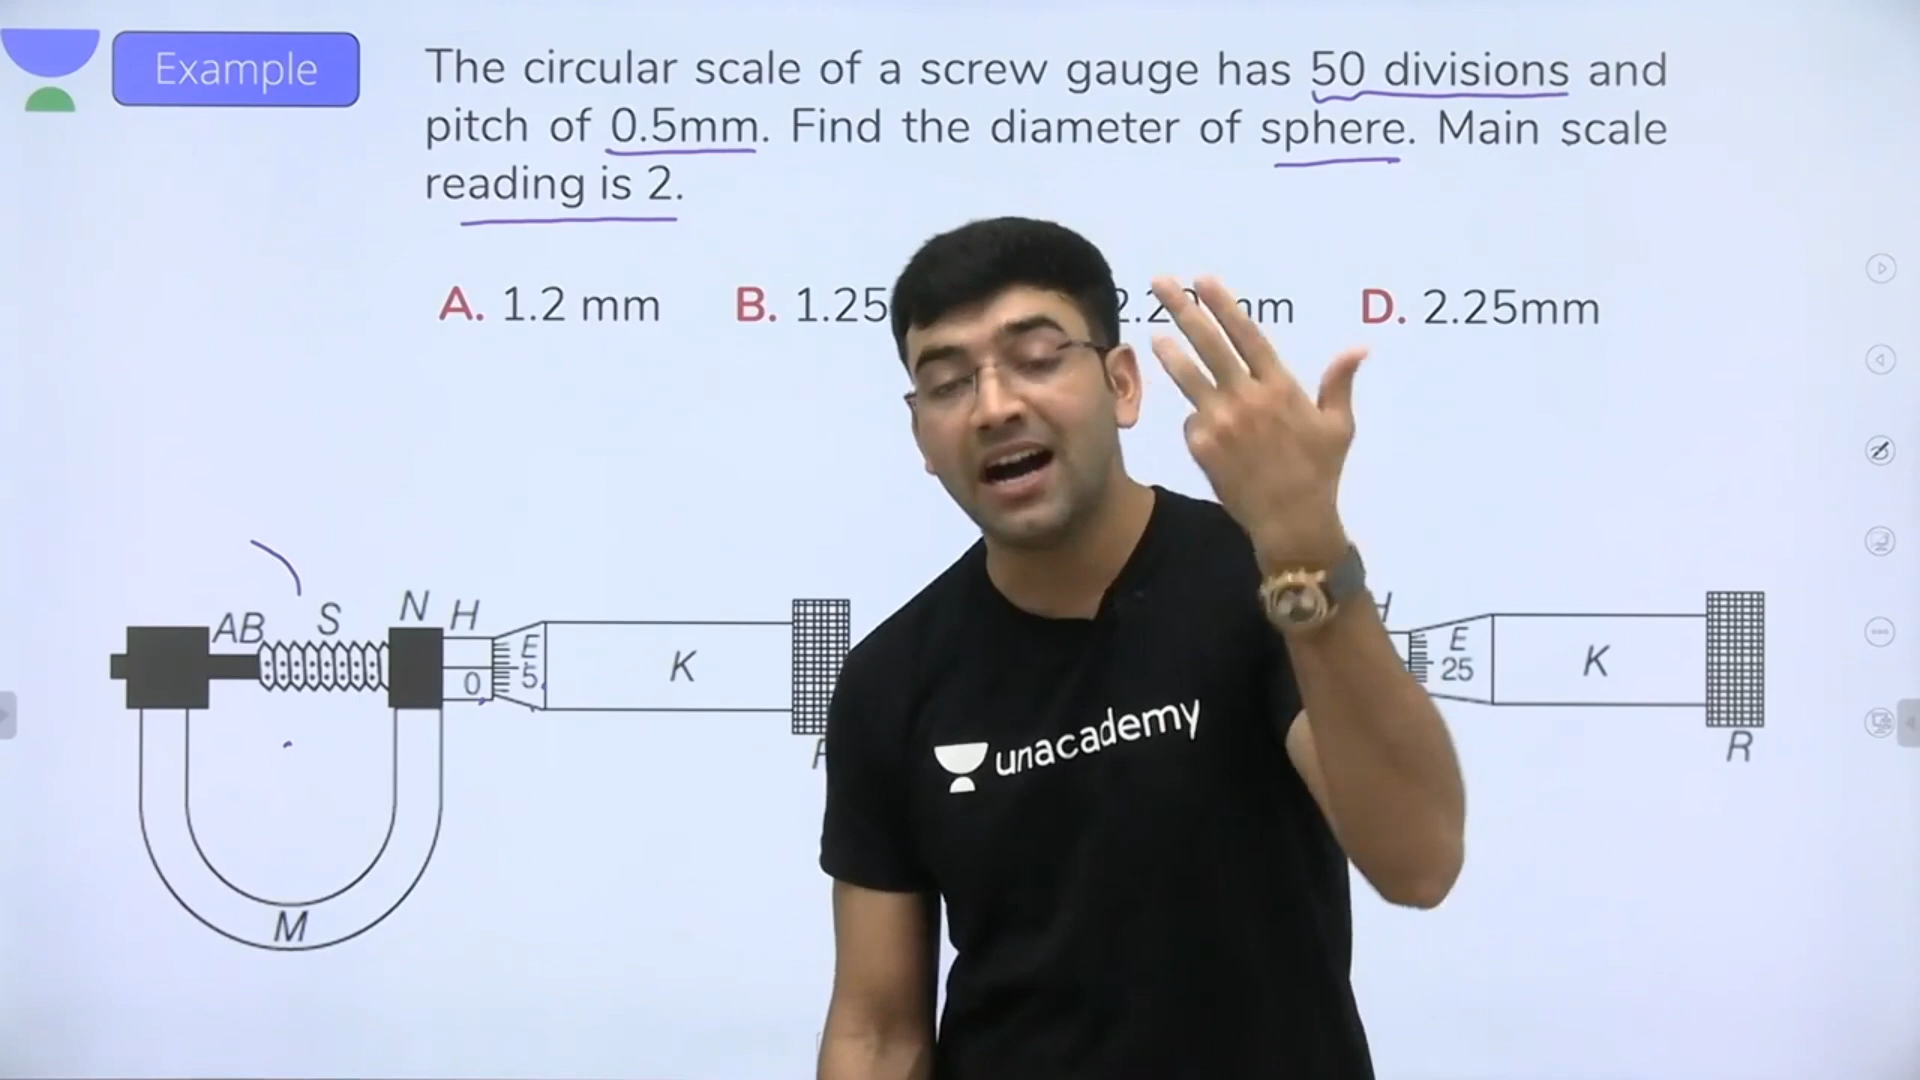 Example
The circular scale of a screw gauge has 50 divisions and
pitch of 0.5mm. Find the diameter of sphere. Main scale
reading is 2.
A. 1.2 mm B. 1.25 D. 2.25mm
AB S N H
E
0 5 K
M
unacademy
E
25 K
R